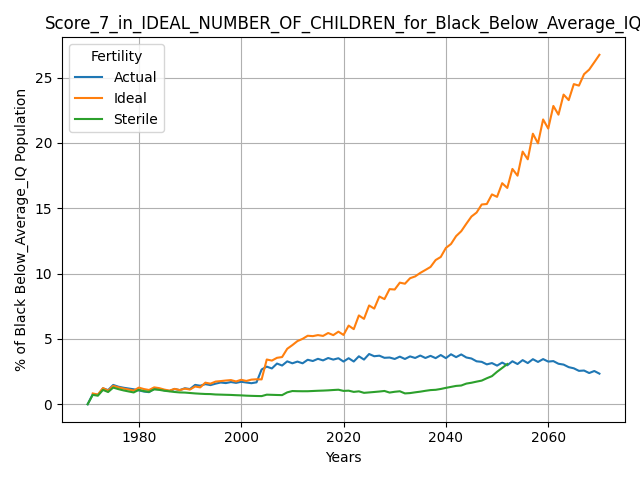 Score_7_in_IDEAL_NUMBER_OF_CHILDREN_for_Black_Below_Average_IQ
Fertility
Actual
Ideal
Sterile
% of Black Below_Average_IQ Population
25
20
15
10
5
0
1980 2000 2020 2040 2060
Years